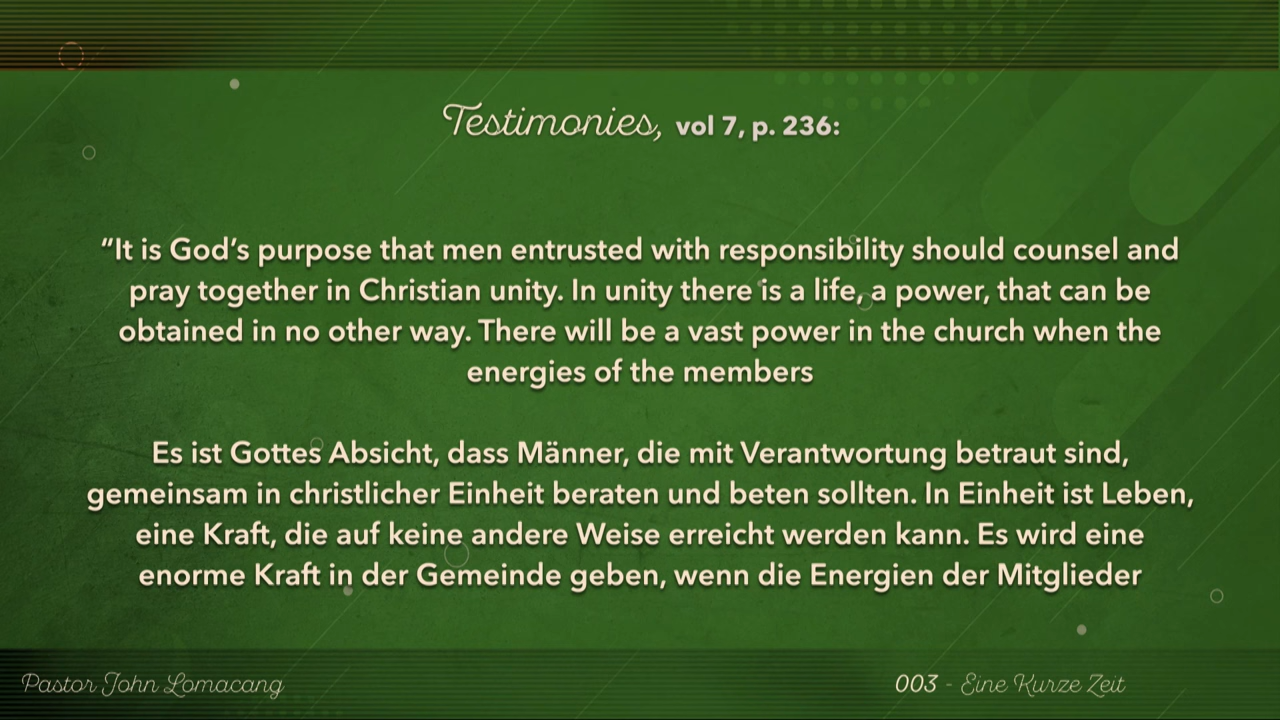 Testimonies, vol 7, p. 236:
“It is God’s purpose that men entrusted with responsibility should counsel and
pray together in Christian unity. In unity there is a life, a power, that can be
obtained in no other way. There will be a vast power in the church when the
energies of the members
Es ist Gottes Absicht, dass Männer, die mit Verantwortung betraut sind,
gemeinsam in christlicher Einheit beraten und beten sollten. In Einheit ist Leben,
eine Kraft, die auf keine andere Weise erreicht werden kann. Es wird eine
enorme Kraft in der Gemeinde geben, wenn die Energien der Mitglieder
Pastor John Lomacang
003 - Eine Kurze Zeit